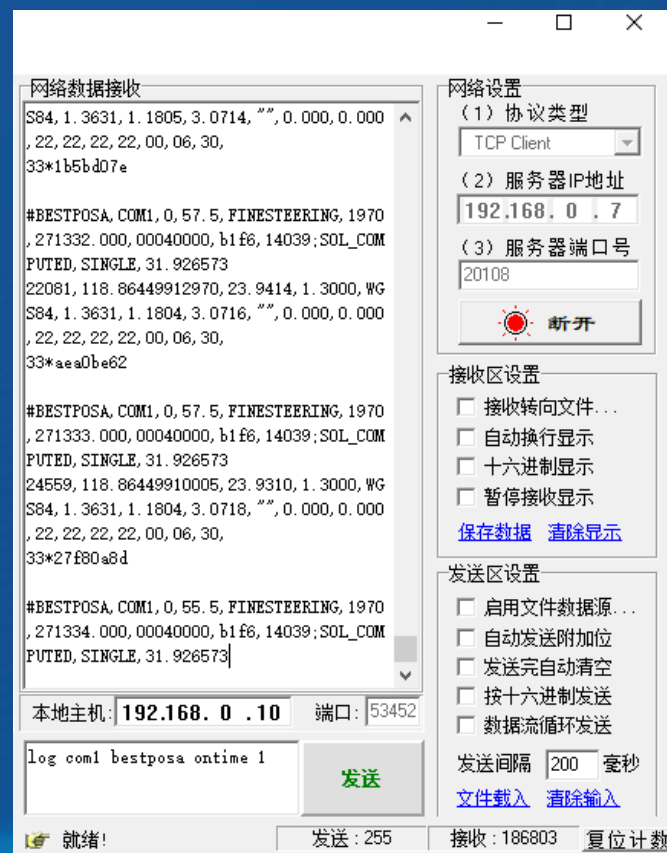 网络数据接收
S84,1.3631,1.1805,3.0714,"",0.000,0.000
,22,22,22,22,00,06,30,
33*1b5bd07e
#BESTPOSA,COM1,0,57.5,FINESTEERING,1970
,271332.000,00040000,b1f6,14039;SOL_COM
PUTED,SINGLE,31.926573
22081,118.86449912970,23.9414,1.3000,WG
S84,1.3631,1.1804,3.0716,"",0.000,0.000
,22,22,22,22,00,06,30,
33*aea0be62
#BESTPOSA,COM1,0,57.5,FINESTEERING,1970
,271333.000,00040000,b1f6,14039;SOL_COM
PUTED,SINGLE,31.926573
24559,118.86449910005,23.9310,1.3000,WG
S84,1.3631,1.1804,3.0718,"",0.000,0.000
,22,22,22,22,00,06,30,
33*27f80a8d
#BESTPOSA,COM1,0,55.5,FINESTEERING,1970
,271334.000,00040000,b1f6,14039;SOL_COM
PUTED,SINGLE,31.926573
本地主机: 192.168. 0 .10 端口: 53452
log com1 bestposa ontime 1
发送
网络设置
(1) 协议类型
TCP Client
(2) 服务器IP地址
192.168. 0 . 7
(3) 服务器端口号
20108
断开
接收区设置
接收转向文件...
自动换行显示
十六进制显示
暂停接收显示
保存数据 清除显示
发送区设置
启用文件数据源...
自动发送附加位
发送完自动清空
按十六进制发送
数据流循环发送
发送间隔 200 毫秒
文件载入 清除输入
就绪! 发送:255 接收:186803 复位计数